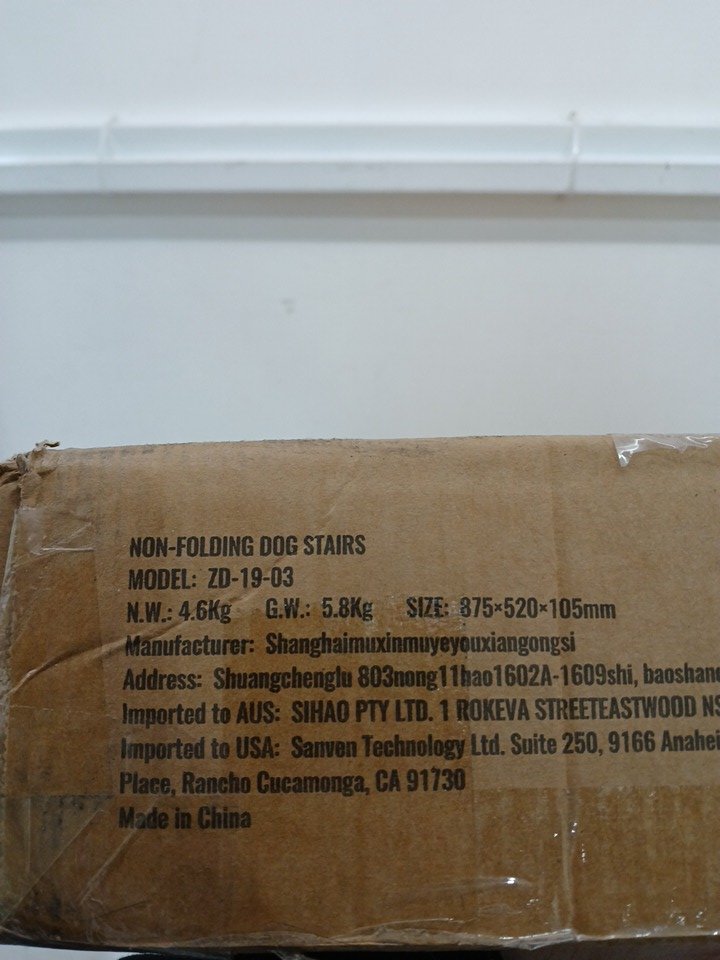 NON-FOLDING DOG STAIRS
MODEL: ZD-19-03
N.W.: 4.6Kg G.W.: 5.8Kg SIZE: 875×520×105mm
Manufacturer: Shanghaimuxinmuyeyouxiangongsi
Address: Shuangchenglu 803nong11hao1602A-1609shi, baoshan
Imported to AUS: SIHAO PTY LTD. 1 ROKEVA STREETEASTWOOD NS
Imported to USA: Sanven Technology Ltd. Suite 250, 9166 Anahei
Place, Rancho Cucamonga, CA 91730
Made in China